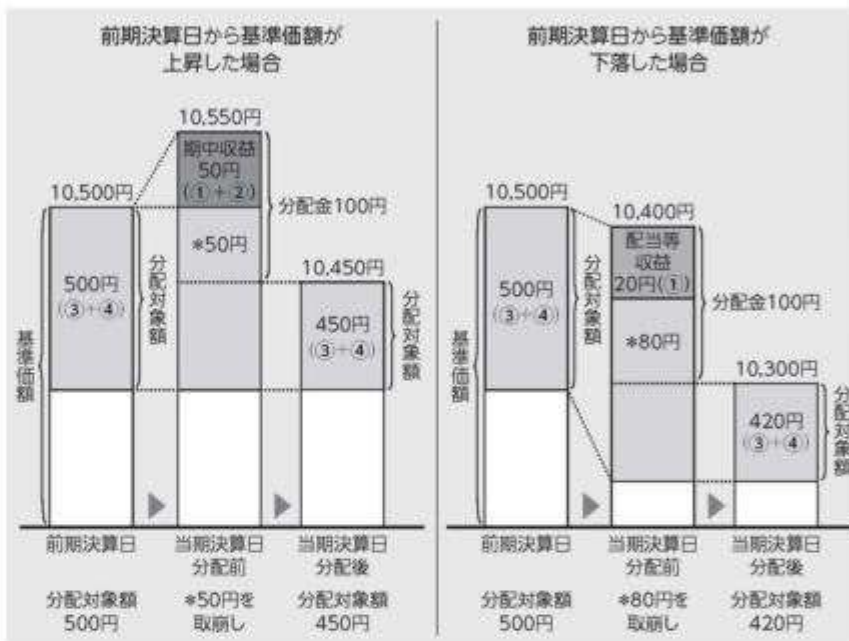 前期決算日から基準価額が
上昇した場合
10,550円
期中収益
50円
(①+②)
10,500円
分配金100円
*50円
10,450円
500円
(③+④)
分配対象額
450円
(③+④)
分配対象額
基準価額
前期決算日
当期決算日
分配前
当期決算日
分配後
分配対象額
500円
*50円を
取崩し
分配対象額
450円
前期決算日から基準価額が
下落した場合
10,500円
10,400円
配当等
収益
20円(①)
分配金100円
500円
(③+④)
分配対象額
*80円
10,300円
420円
(③+④)
分配対象額
基準価額
前期決算日
当期決算日
分配前
当期決算日
分配後
分配対象額
500円
*80円を
取崩し
分配対象額
420円